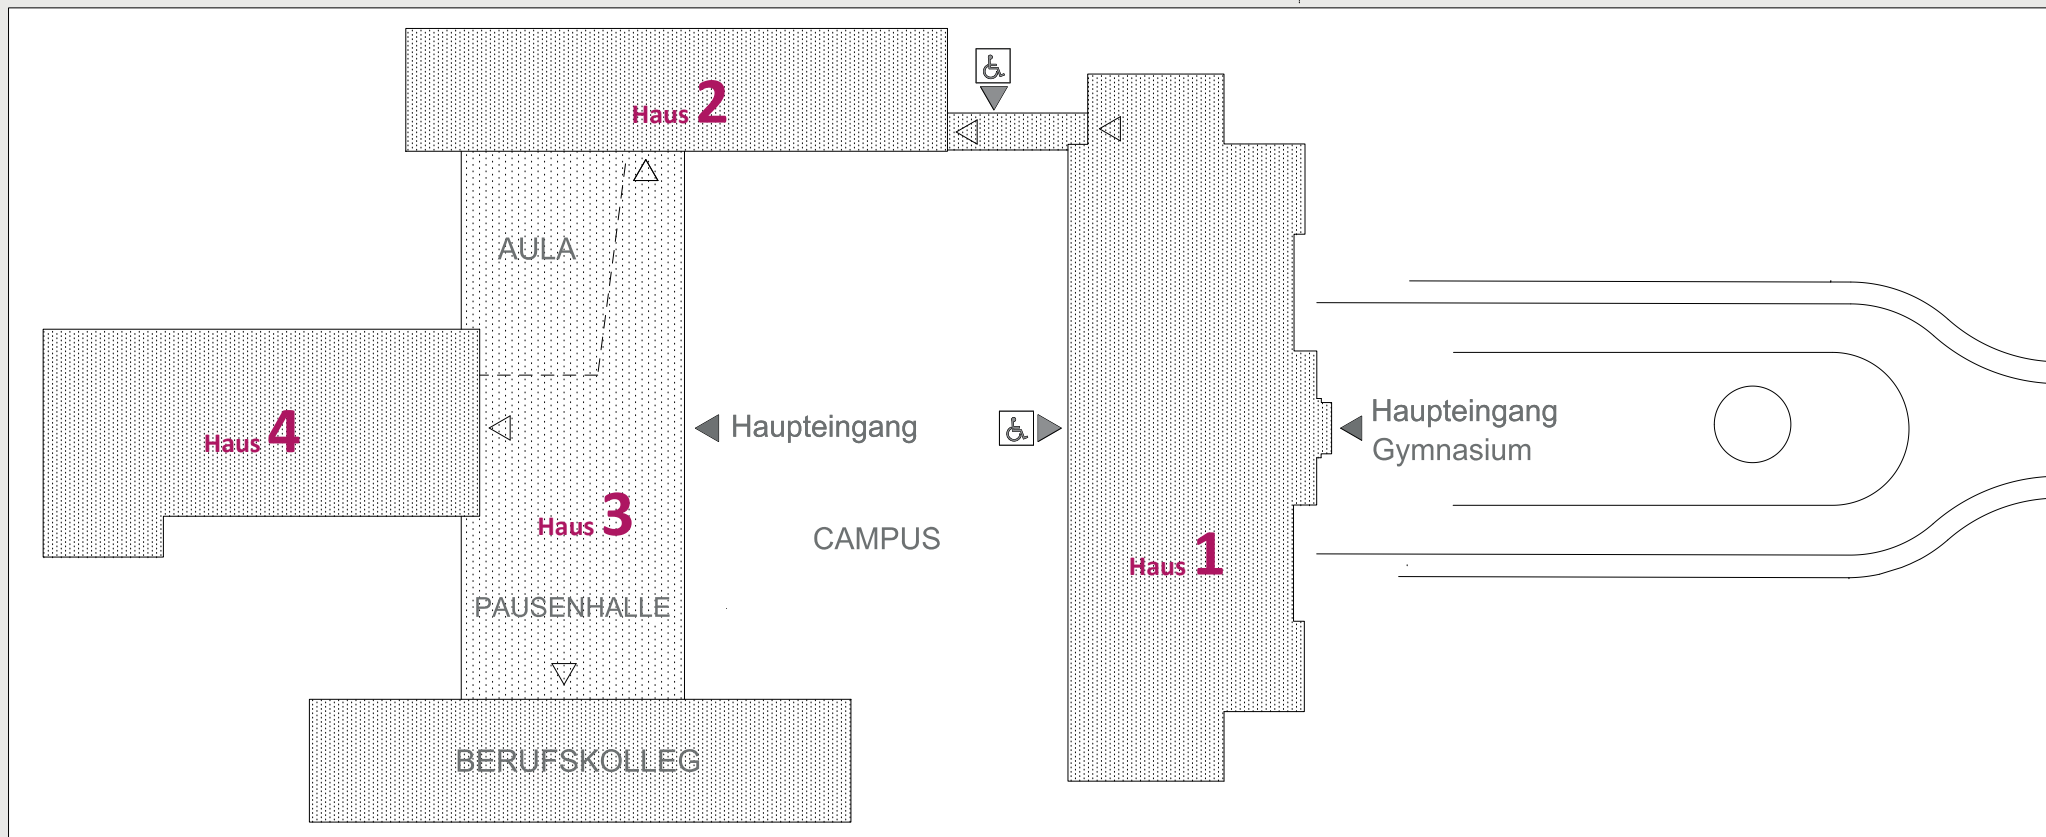 Haus 2
AULA
Haus 4
Haupteingang
Haupteingang
Gymnasium
Haus 3
CAMPUS
Haus 1
PAUSENHALLE
BERUFSKOLLEG